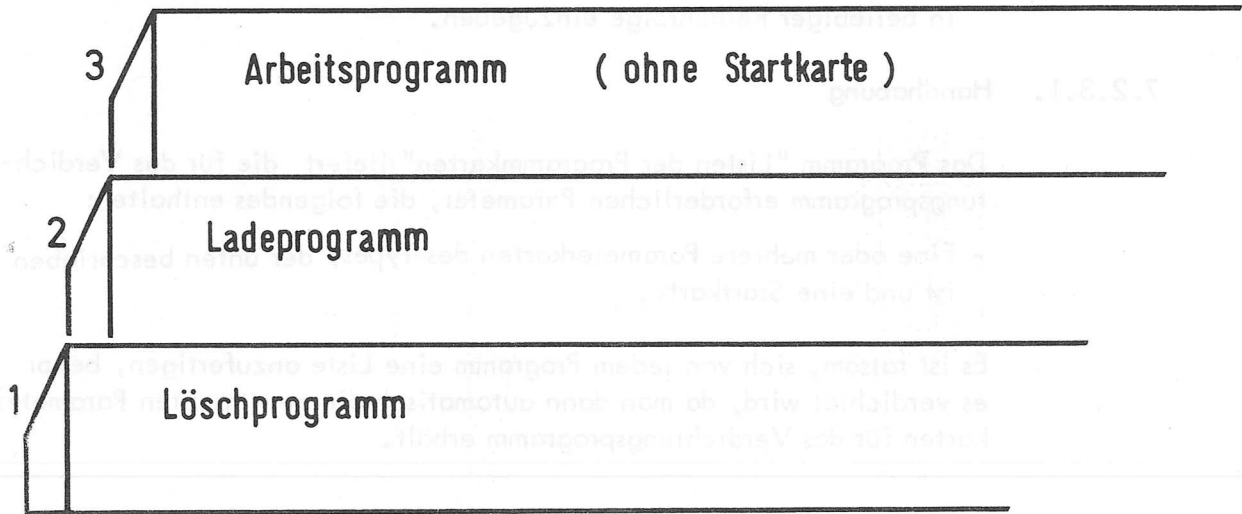 3 Arbeitsprogramm ( ohne Startkarte )
2 Ladeprogramm
1 Löschprogramm
in beliebiger Reihenfolge einzugeben.
7.2.3.1. Handhabung
Das Programm "Listen der Programmkarten" liefert die für das Verdich-
tungsprogramm erforderlichen Parameter, die folgendes enthalten:
- Eine oder mehrere Parameterkarten des Types, der unten beschrieben
ist und eine Startkarte.
Es ist ratsam, sich von jedem Programm eine Liste anzufertigen, bevor
es verdichtet wird, da man dann automatisch die Parameter
karten für das Verdichtungsprogramm erhält.